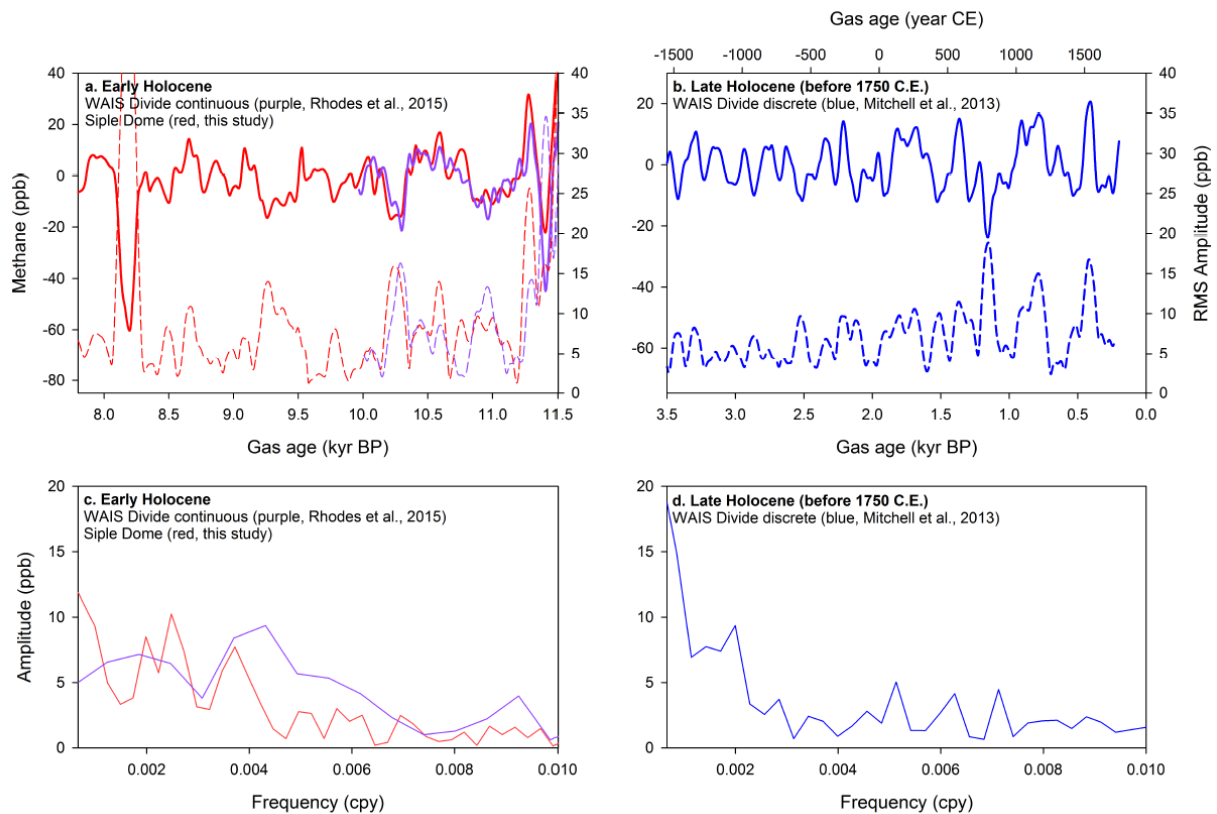 a. Early Holocene
WAIS Divide continuous (purple, Rhodes et al., 2015)
Siple Dome (red, this study)
Methane (ppb)
40
20
0
-20
-40
-60
-80
40
35
30
25
20
15
10
5
0
8.0 8.5 9.0 9.5 10.0 10.5 11.0 11.5
Gas age (kyr BP)
Gas age (year CE)
-1500 -1000 -500 0 500 1000 1500
b. Late Holocene (before 1750 C.E.)
WAIS Divide discrete (blue, Mitchell et al., 2013)
20
0
-20
-40
-60
40
35
30
25
20
15
10
5
0
RMS Amplitude (ppb)
3.5 3.0 2.5 2.0 1.5 1.0 0.5 0.0
Gas age (kyr BP)
c. Early Holocene
WAIS Divide continuous (purple, Rhodes et al., 2015)
Siple Dome (red, this study)
Amplitude (ppb)
20
15
10
5
0
0.002 0.004 0.006 0.008 0.010
Frequency (cpy)
d. Late Holocene (before 1750 C.E.)
WAIS Divide discrete (blue, Mitchell et al., 2013)
20
15
10
5
0
0.002 0.004 0.006 0.008 0.010
Frequency (cpy)